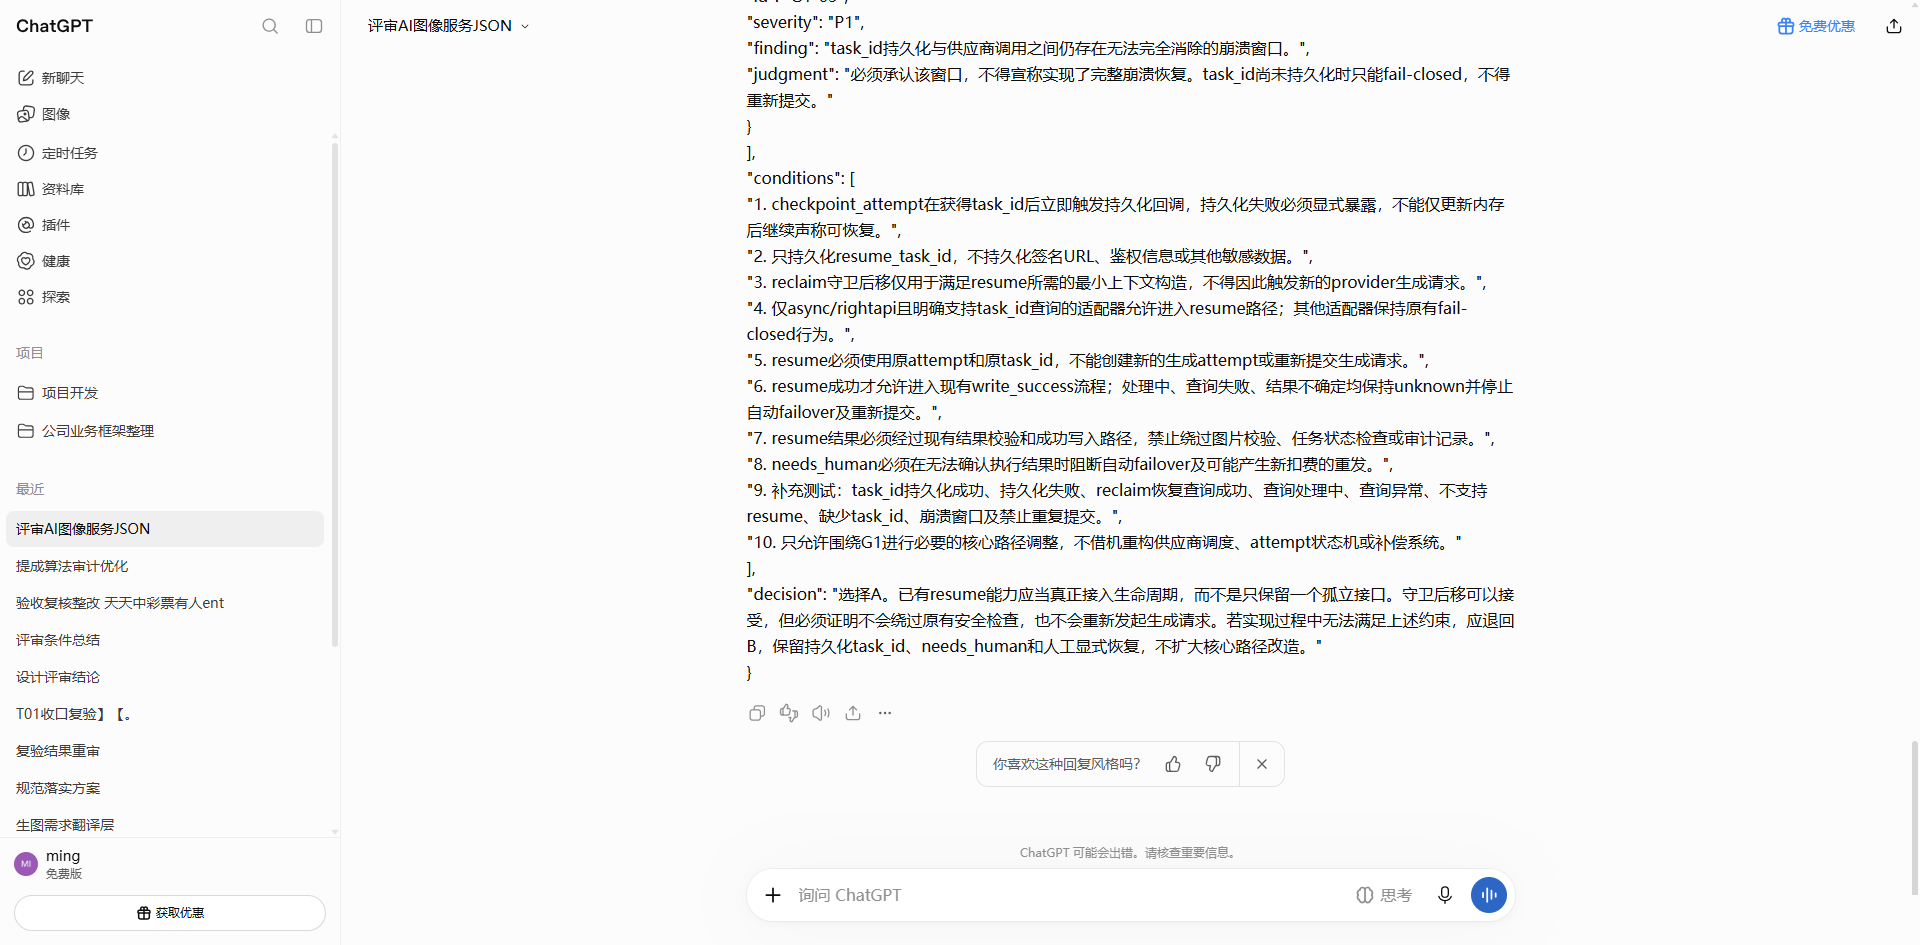 ChatGPT
新聊天
图像
定时任务
资料库
插件
健康
探索
项目
项目开发
公司业务框架整理
最近
评审AI图像服务JSON
提成算法审计优化
验收复核整改 天天中彩票有人ent
评审条件总结
设计评审结论
T01收口复验】【。
复验结果重审
规范落实方案
生图需求翻译层
MI
ming
免费版
获取优惠
评审AI图像服务JSON
免费优惠
"severity": "P1",
"finding": "task_id持久化与供应商调用之间仍存在无法完全消除的崩溃窗口。",
"judgment": "必须承认该窗口，不得宣称实现了完整崩溃恢复。task_id尚未持久化时只能fail-closed，不得
重新提交。"
}
],
"conditions": [
"1. checkpoint_attempt在获得task_id后立即触发持久化回调，持久化失败必须显式暴露，不能仅更新内存
后继续声称可恢复。",
"2. 只持久化resume_task_id，不持久化签名URL、鉴权信息或其他敏感数据。",
"3. reclaim守卫后移仅用于满足resume所需的最小上下文构造，不得因此触发新的provider生成请求。",
"4. 仅async/rightapi且明确支持task_id查询的适配器允许进入resume路径；其他适配器保持原有fail-
closed行为。",
"5. resume必须使用原attempt和原task_id，不能创建新的生成attempt或重新提交生成请求。",
"6. resume成功才允许进入现有write_success流程；处理中、查询失败、结果不确定均保持unknown并停止
自动failover及重新提交。",
"7. resume结果必须经过现有结果校验和成功写入路径，禁止绕过图片校验、任务状态检查或审计记录。",
"8. needs_human必须在无法确认执行结果时阻断自动failover及可能产生新扣费的重发。",
"9. 补充测试：task_id持久化成功、持久化失败、reclaim恢复查询成功、查询处理中、查询异常、不支持
resume、缺少task_id、崩溃窗口及禁止重复提交。",
"10. 只允许围绕G1进行必要的核心路径调整，不借机重构供应商调度、attempt状态机或补偿系统。"
],
"decision": "选择A。已有resume能力应当真正接入生命周期，而不是只保留一个孤立接口。守卫后移可以接
受，但必须证明不会绕过原有安全检查，也不会重新发起生成请求。若实现过程中无法满足上述约束，应退回
B，保留持久化task_id、needs_human和人工显式恢复，不扩大核心路径改造。"
}
你喜欢这种回复风格吗？
ChatGPT 可能会出错。请核查重要信息。
询问 ChatGPT
思考